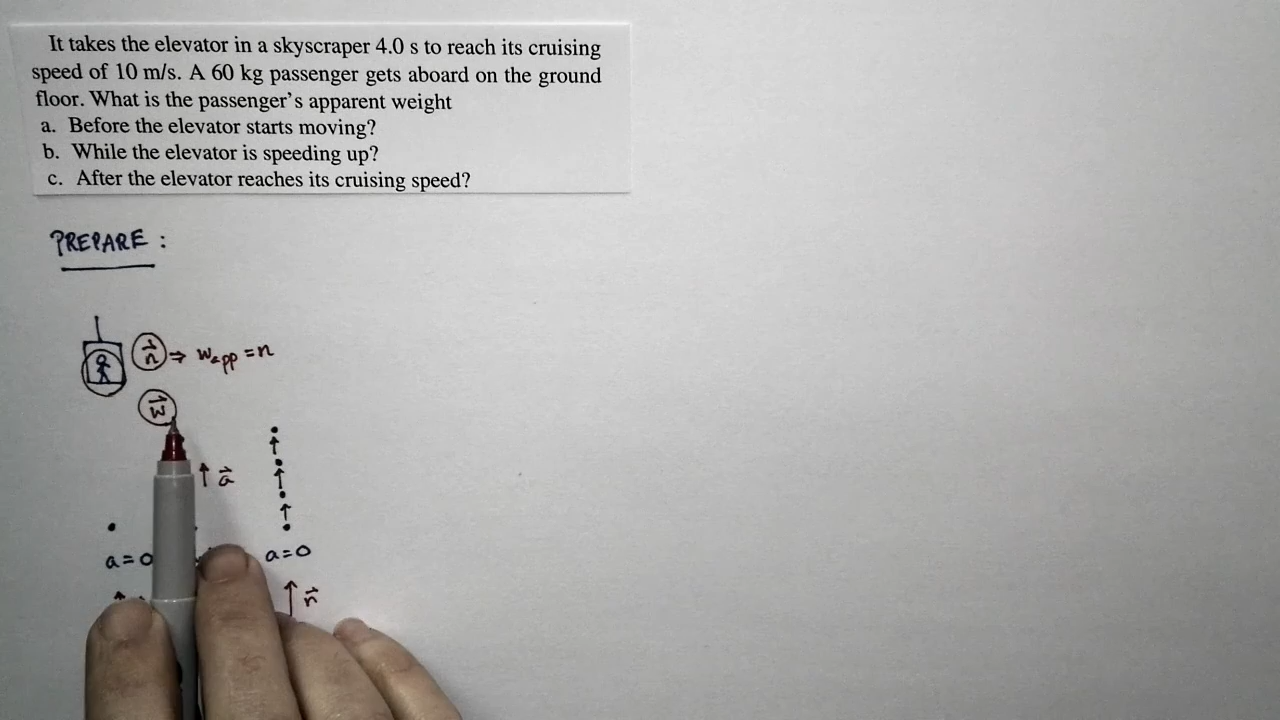 It takes the elevator in a skyscraper 4.0 s to reach its cruising
speed of 10 m/s. A 60 kg passenger gets aboard on the ground
floor. What is the passenger's apparent weight
a. Before the elevator starts moving?
b. While the elevator is speeding up?
c. After the elevator reaches its cruising speed?
PREPARE :
n⃗ ⇒ w_app = n
w⃗
↑ a⃗
a = 0 a = 0
↑ n⃗